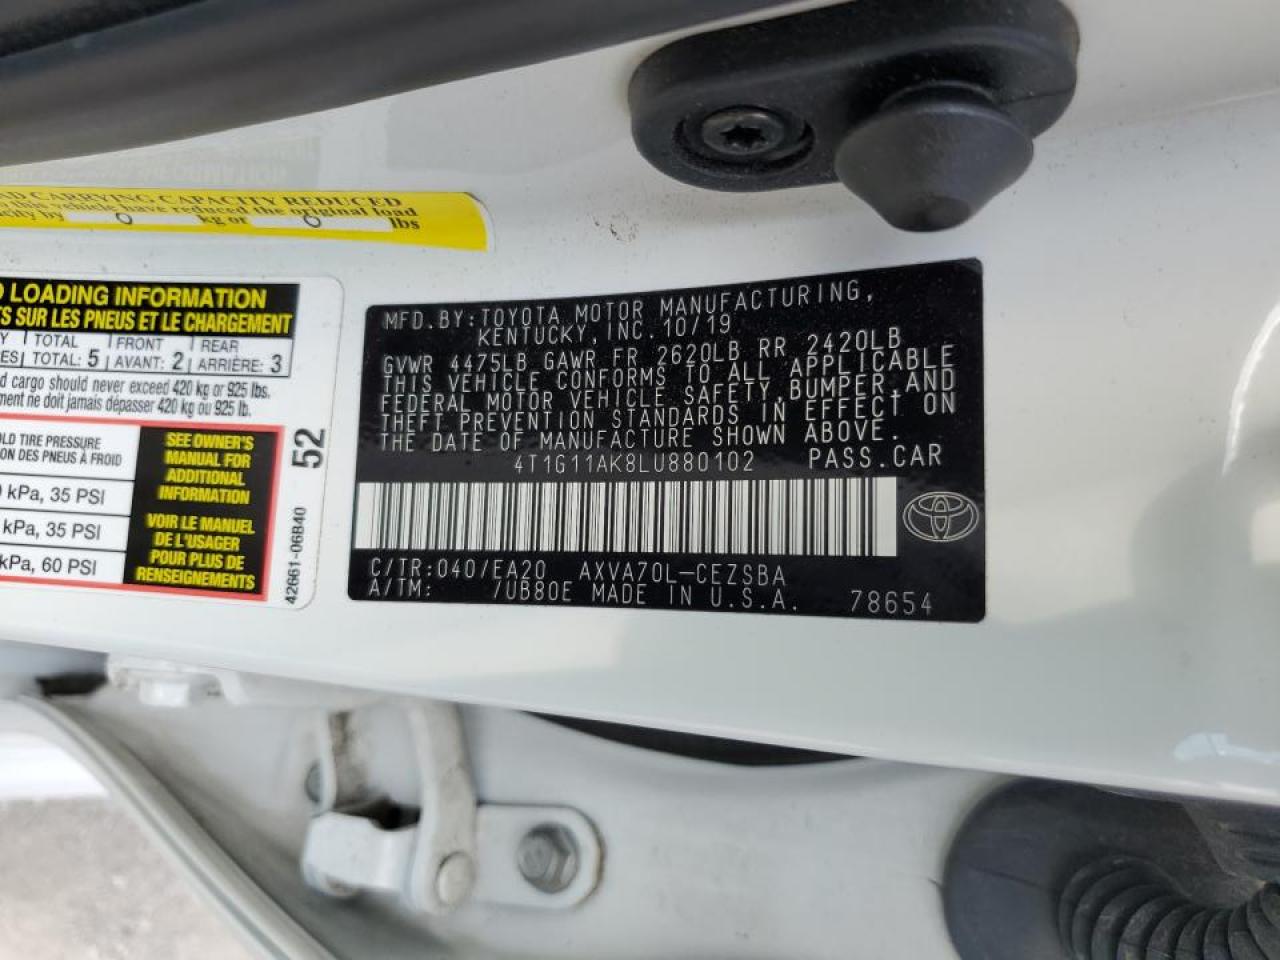 D CARRYING CAPACITY REDUCED
original load
by 0 kg or 0 lbs
LOADING INFORMATION
SUR LES PNEUS ET LE CHARGEMENT
TOTAL FRONT REAR
TOTAL: 5 AVANT: 2 ARRIÈRE: 3
d cargo should never exceed 420 kg or 925 lbs.
ment ne doit jamais dépasser 420 kg ou 925 lb.
LD TIRE PRESSURE
ON DES PNEUS À FROID
kPa, 35 PSI
kPa, 35 PSI
kPa, 60 PSI
SEE OWNER'S
MANUAL FOR
ADDITIONAL
INFORMATION
VOIR LE MANUEL
DE L'USAGER
POUR PLUS DE
RENSEIGNEMENTS
42661-06B40
52
MFD.BY:TOYOTA MOTOR MANUFACTURING,
KENTUCKY, INC. 10/19
GVWR 4475LB GAWR FR 2620LB RR 2420LB
THIS VEHICLE CONFORMS TO ALL APPLICABLE
FEDERAL MOTOR VEHICLE SAFETY,BUMPER,AND
THEFT PREVENTION STANDARDS IN EFFECT ON
THE DATE OF MANUFACTURE SHOWN ABOVE.
4T1G11AK8LU880102 PASS.CAR
C/TR:040/EA20 AXVA70L-CEZSBA
A/TM: /UB80E MADE IN U.S.A. 78654